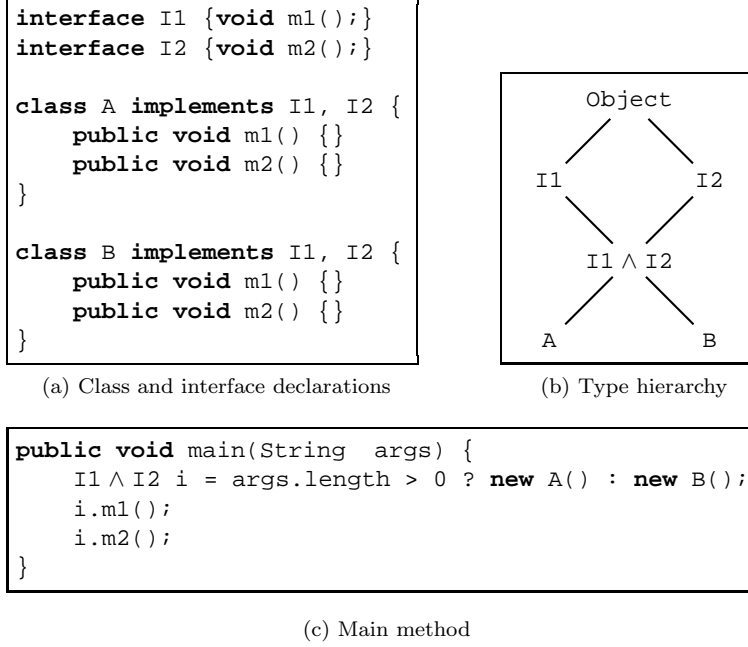 interface I1 {void m1();}
interface I2 {void m2();}
class A implements I1, I2 {
public void m1() {}
public void m2() {}
}
class B implements I1, I2 {
public void m1() {}
public void m2() {}
}
(a) Class and interface declarations
Object
I1 I2
I1 ∧ I2
A B
(b) Type hierarchy
public void main(String args) {
I1 ∧ I2 i = args.length > 0 ? new A() : new B();
i.m1();
i.m2();
}
(c) Main method